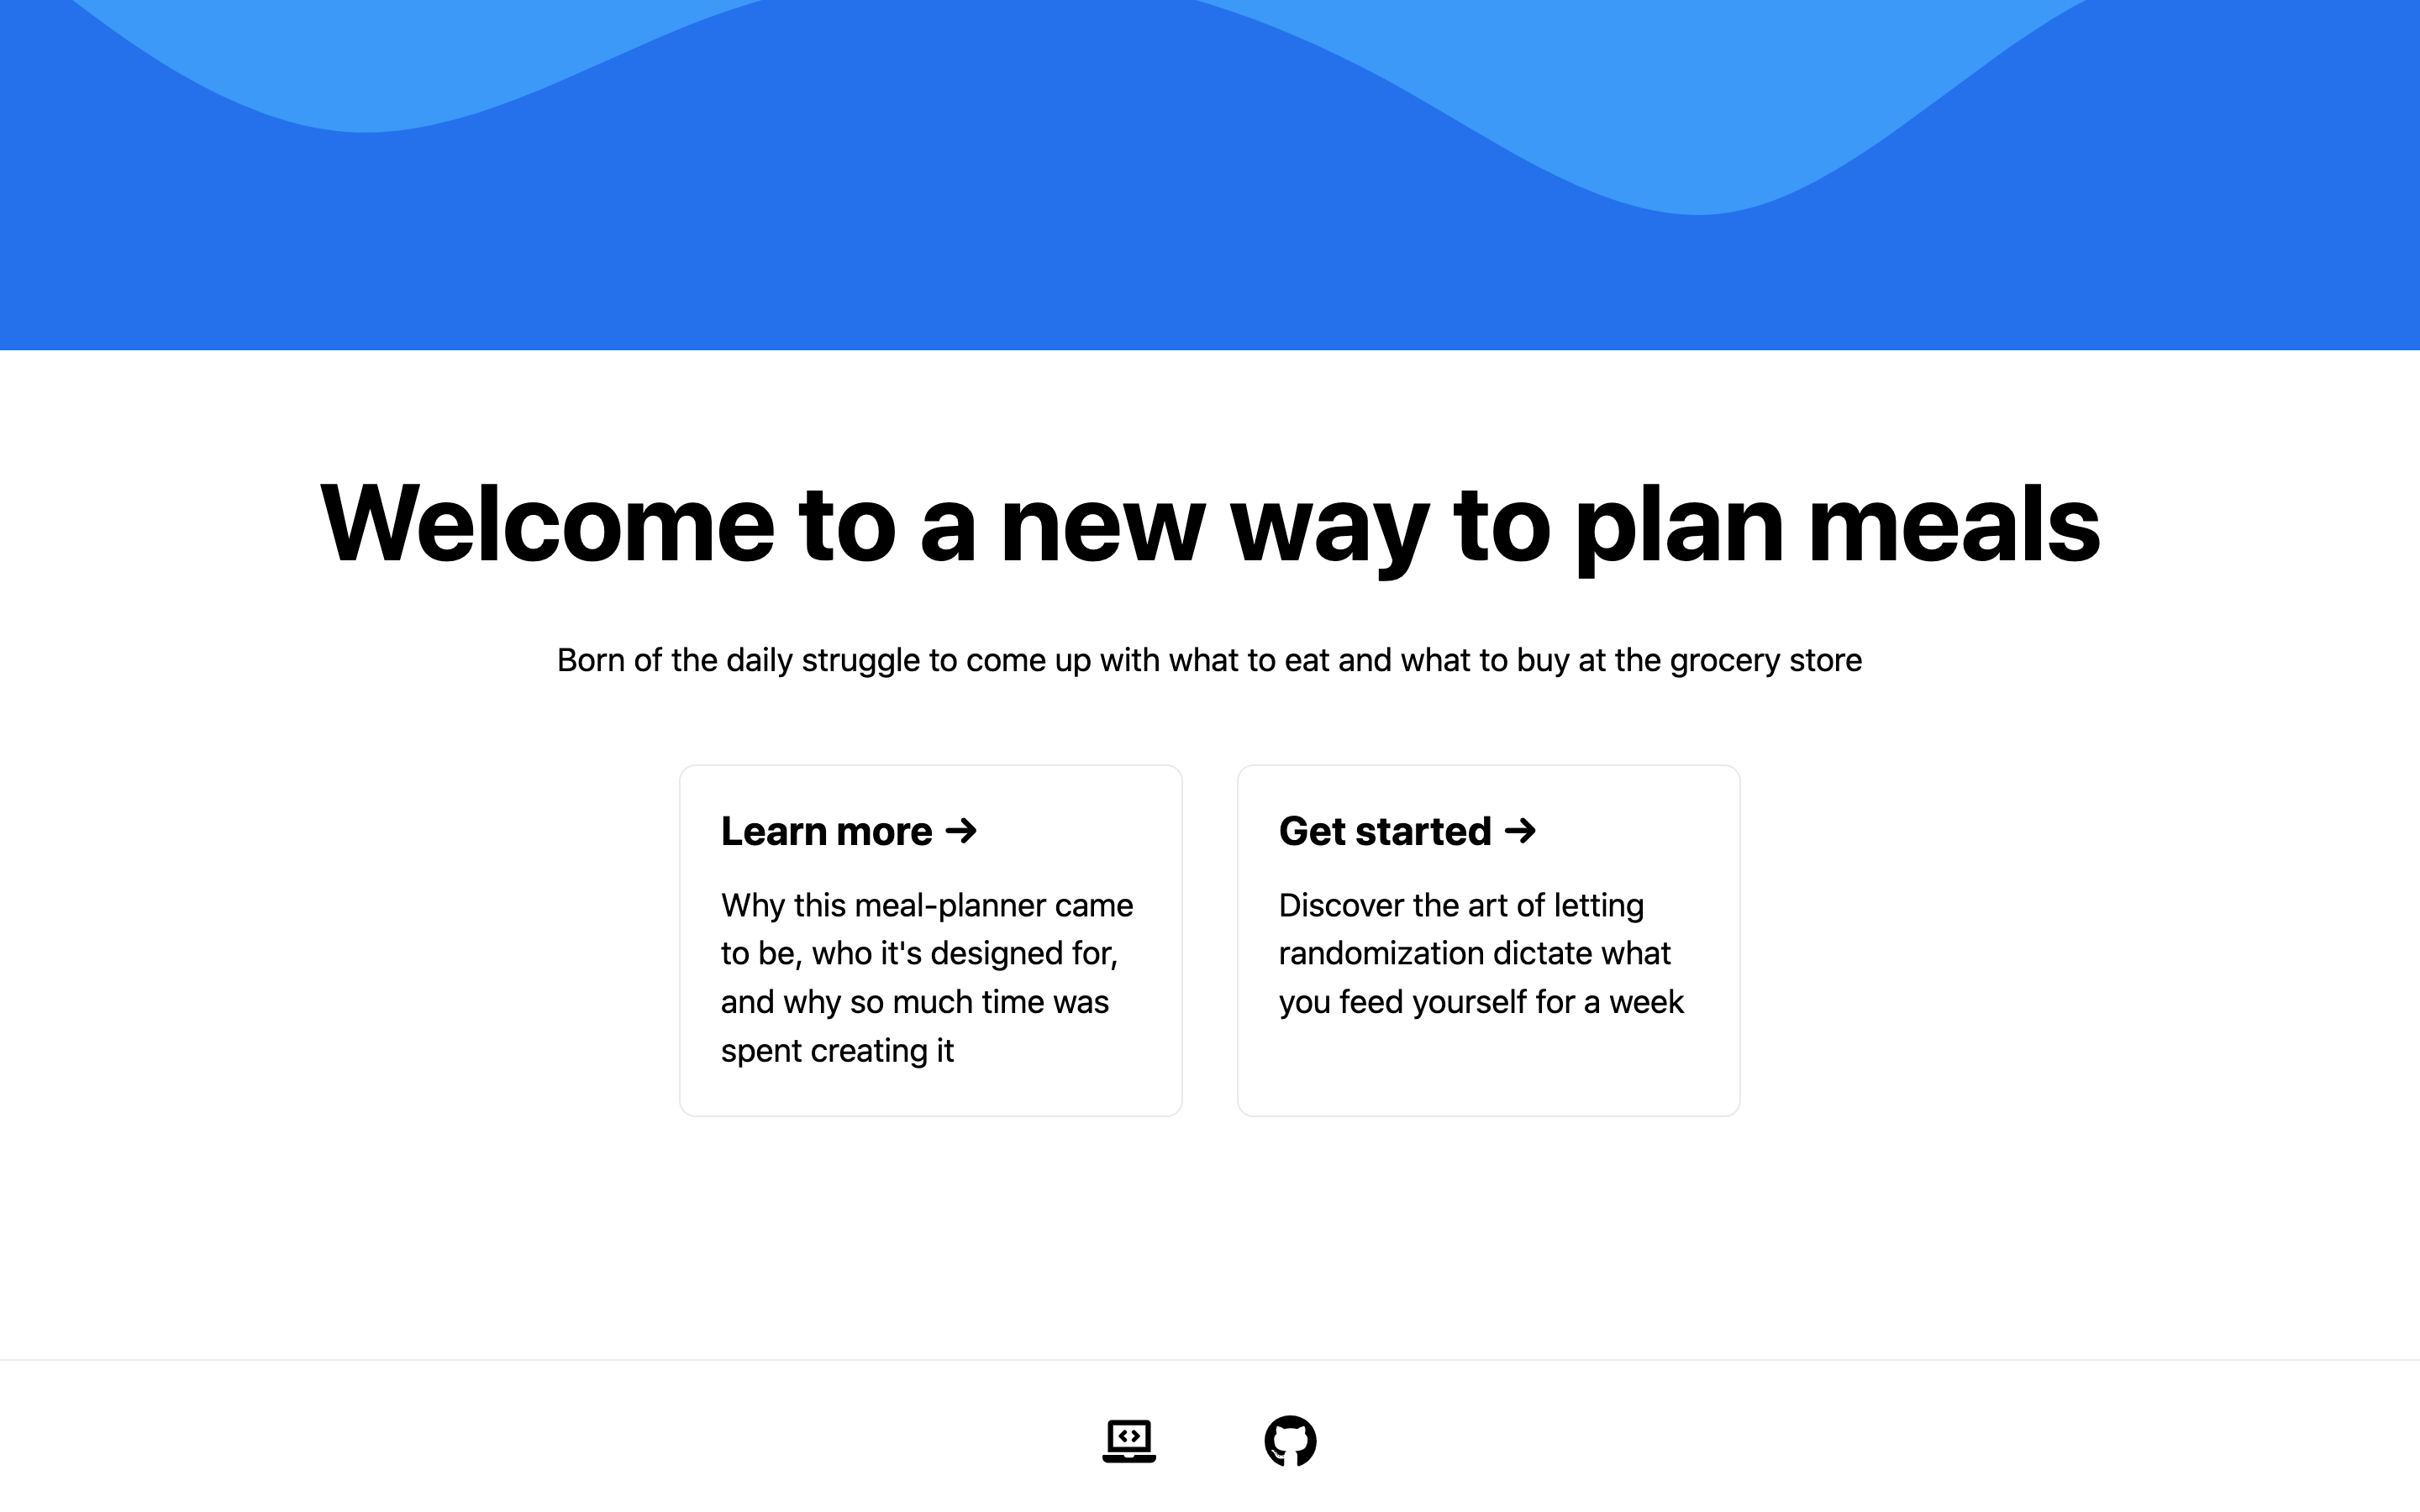 Welcome to a new way to plan meals
Born of the daily struggle to come up with what to eat and what to buy at the grocery store
Learn more →
Why this meal-planner came
to be, who it's designed for,
and why so much time was
spent creating it
Get started →
Discover the art of letting
randomization dictate what
you feed yourself for a week